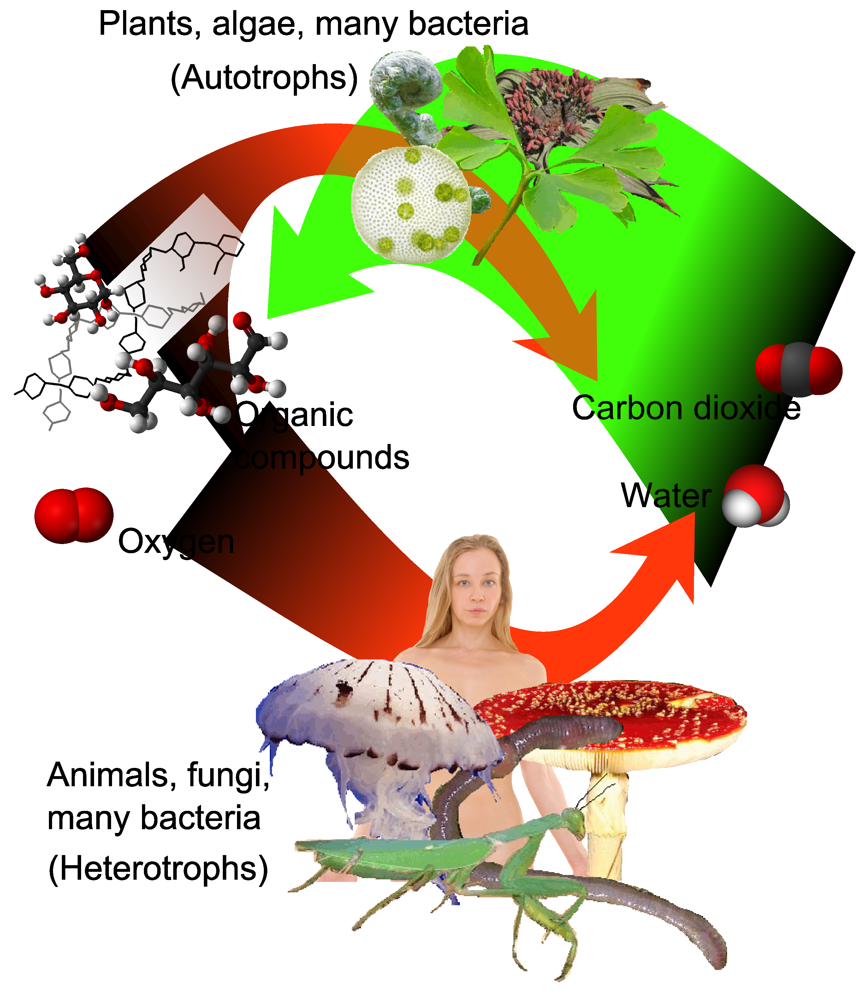 Plants, algae, many bacteria
(Autotrophs)
Organic
compounds
Carbon dioxide
Water
Oxygen
Animals, fungi,
many bacteria
(Heterotrophs)